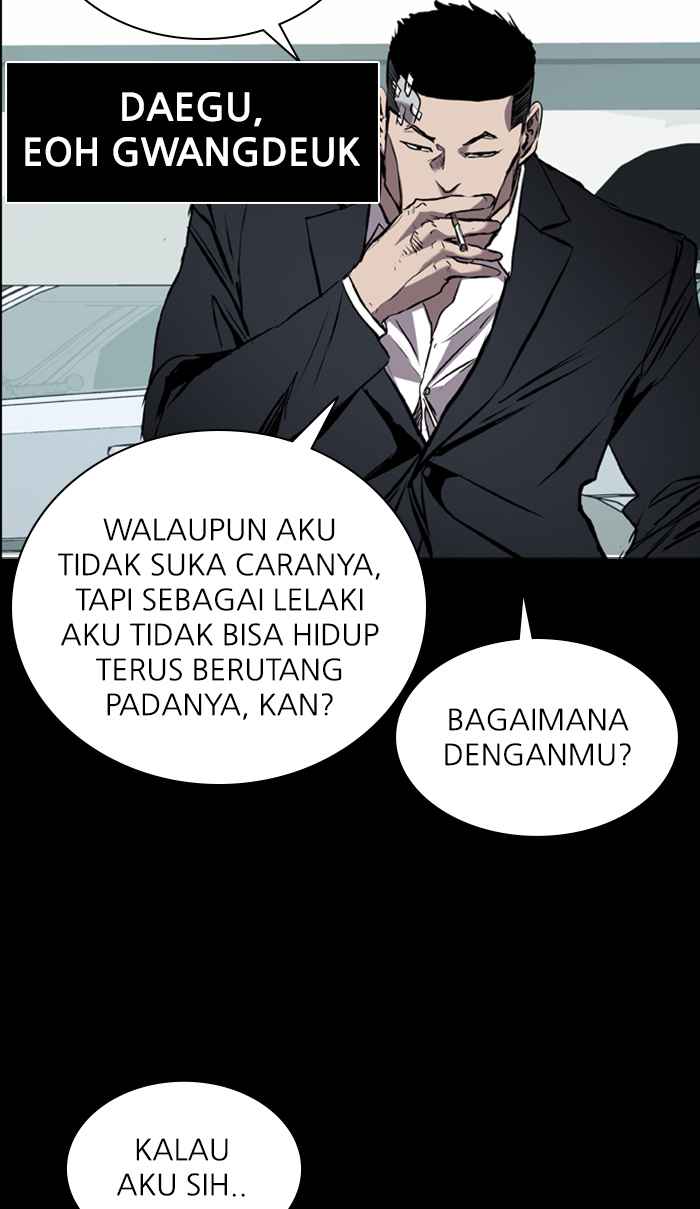 DAEGU,
EOH GWANGDEUK
WALAUPUN AKU
TIDAK SUKA CARANYA,
TAPI SEBAGAI LELAKI
AKU TIDAK BISA HIDUP
TERUS BERUTANG
PADANYA, KAN?
BAGAIMANA
DENGANMU?
KALAU
AKU SIH..